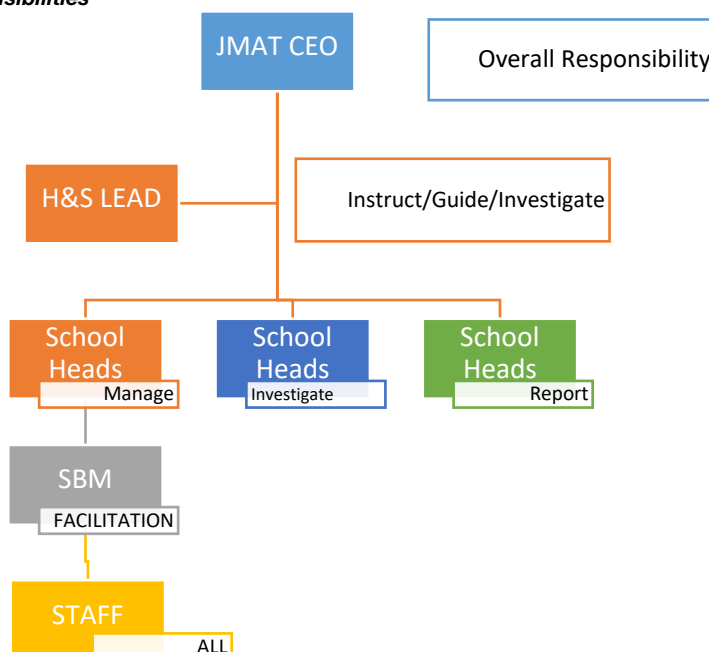 JMAT CEO
Overall Responsibility
H&S LEAD
Instruct/Guide/Investigate
School
Heads
Manage
School
Heads
Investigate
School
Heads
Report
SBM
FACILITATION
STAFF
ALL